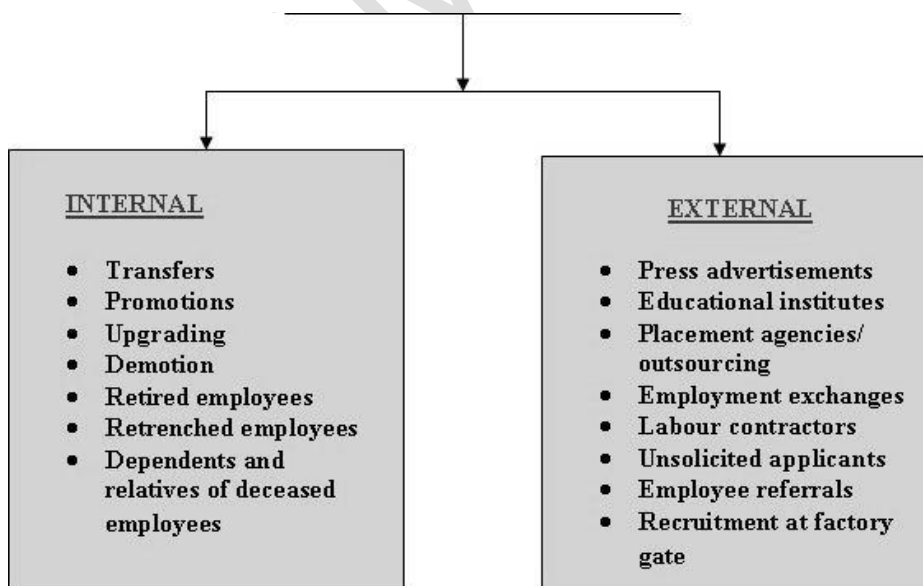 INTERNAL
• Transfers
• Promotions
• Upgrading
• Demotion
• Retired employees
• Retrenched employees
• Dependents and
relatives of deceased
employees
EXTERNAL
• Press advertisements
• Educational institutes
• Placement agencies/
outsourcing
• Employment exchanges
• Labour contractors
• Unsolicited applicants
• Employee referrals
• Recruitment at factory
gate